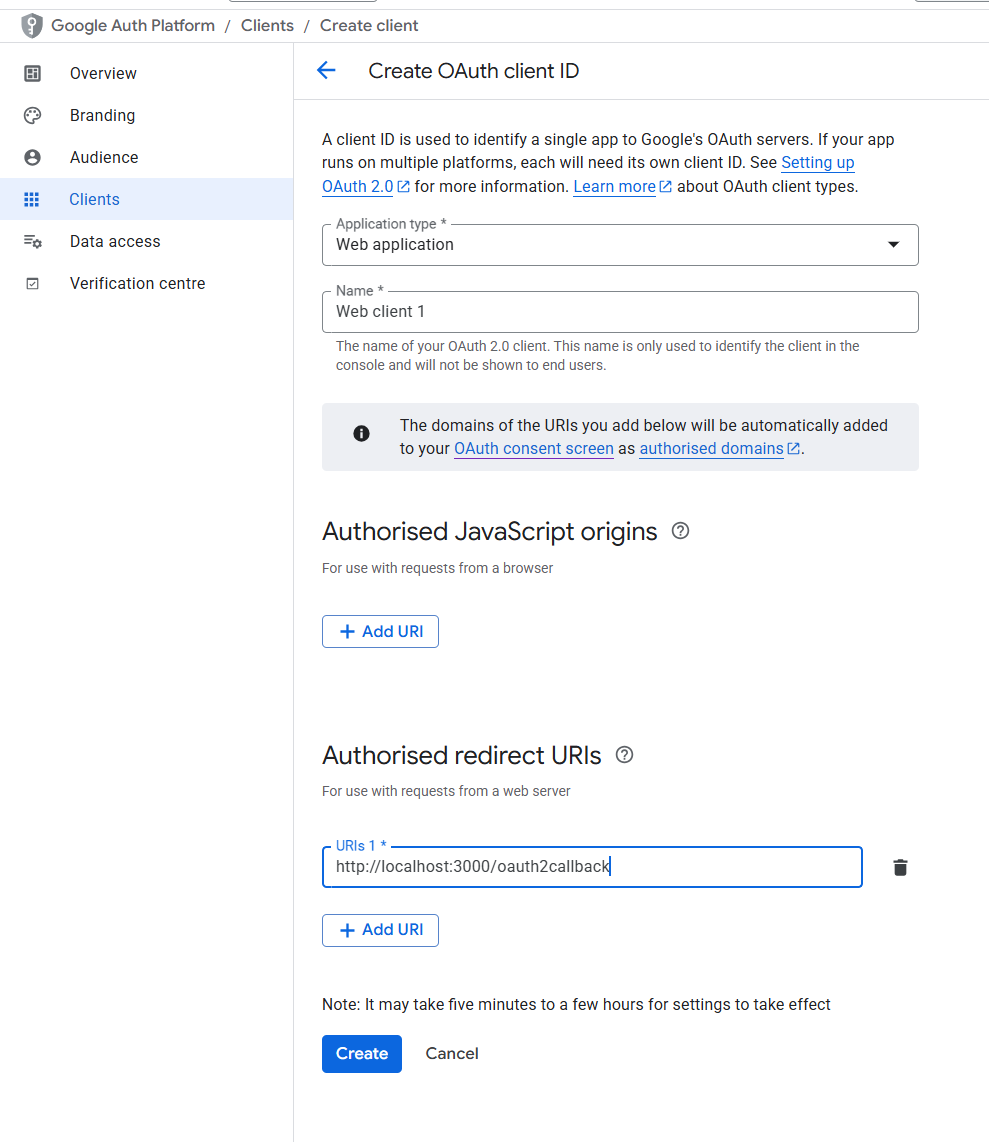 Google Auth Platform / Clients / Create client
Overview
Branding
Audience
Clients
Data access
Verification centre
Create OAuth client ID
A client ID is used to identify a single app to Google's OAuth servers. If your app
runs on multiple platforms, each will need its own client ID. See Setting up
OAuth 2.0 for more information. Learn more about OAuth client types.
Application type *
Web application
Name *
Web client 1
The name of your OAuth 2.0 client. This name is only used to identify the client in the
console and will not be shown to end users.
The domains of the URIs you add below will be automatically added
to your OAuth consent screen as authorised domains.
Authorised JavaScript origins
For use with requests from a browser
+ Add URI
Authorised redirect URIs
For use with requests from a web server
URIs 1 *
http://localhost:3000/oauth2callback
+ Add URI
Note: It may take five minutes to a few hours for settings to take effect
Create Cancel